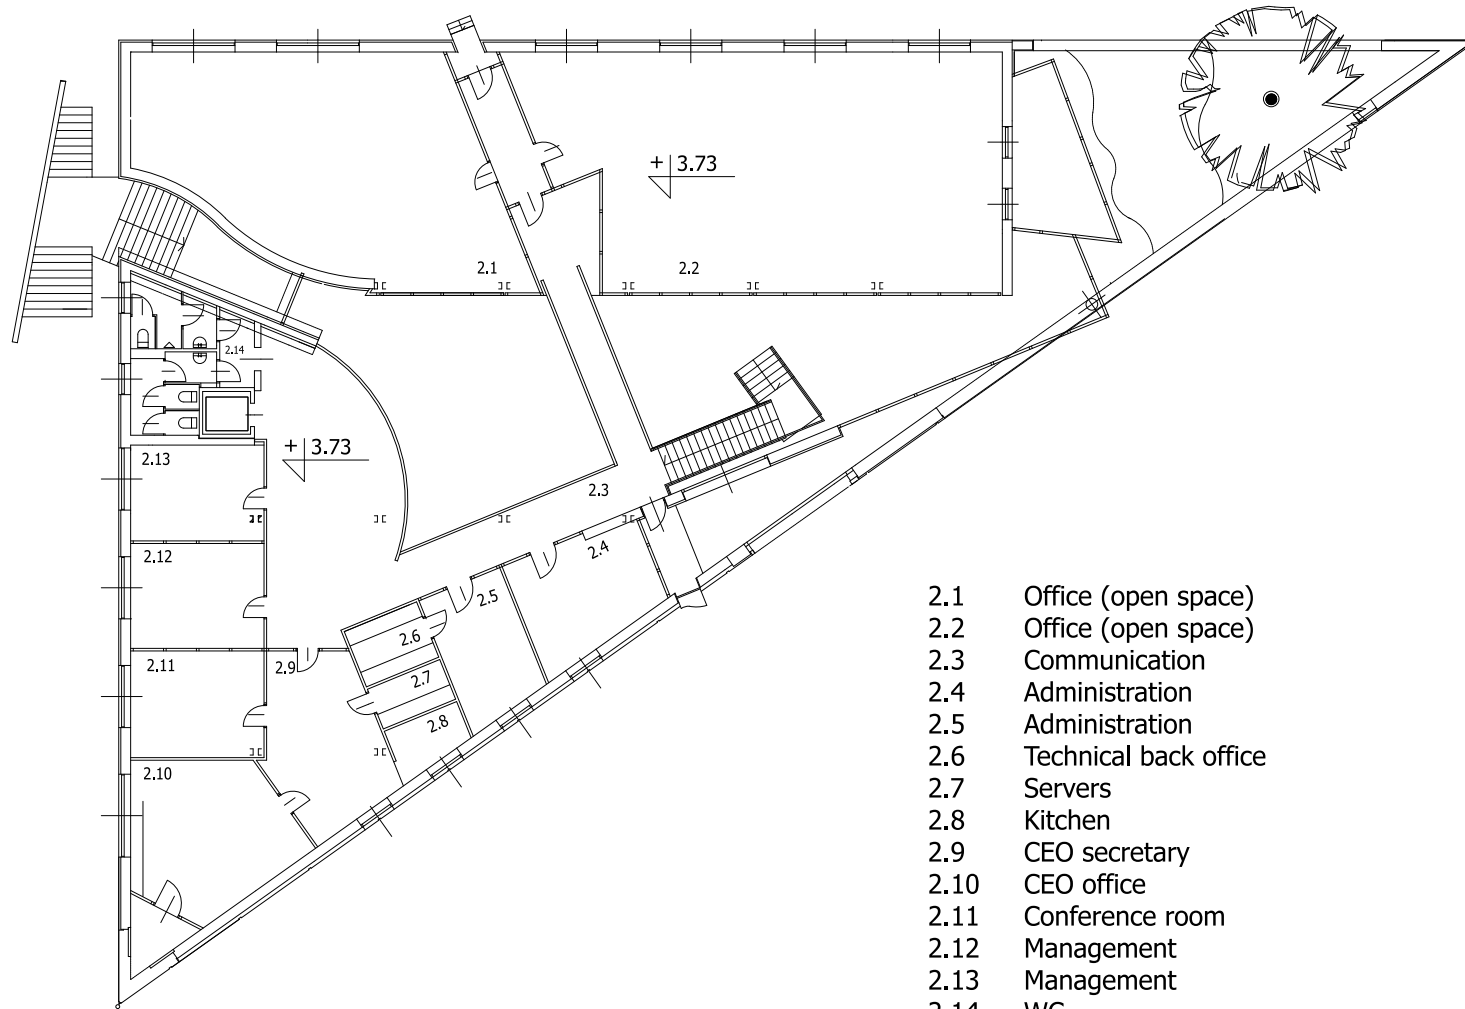 + 3.73
2.1
2.2
2.14
+ 3.73
2.13
2.3
2.12
2.4
2.5
2.6
2.11
2.9
2.7
2.8
2.10
2.1 Office (open space)
2.2 Office (open space)
2.3 Communication
2.4 Administration
2.5 Administration
2.6 Technical back office
2.7 Servers
2.8 Kitchen
2.9 CEO secretary
2.10 CEO office
2.11 Conference room
2.12 Management
2.13 Management
2.14 WC